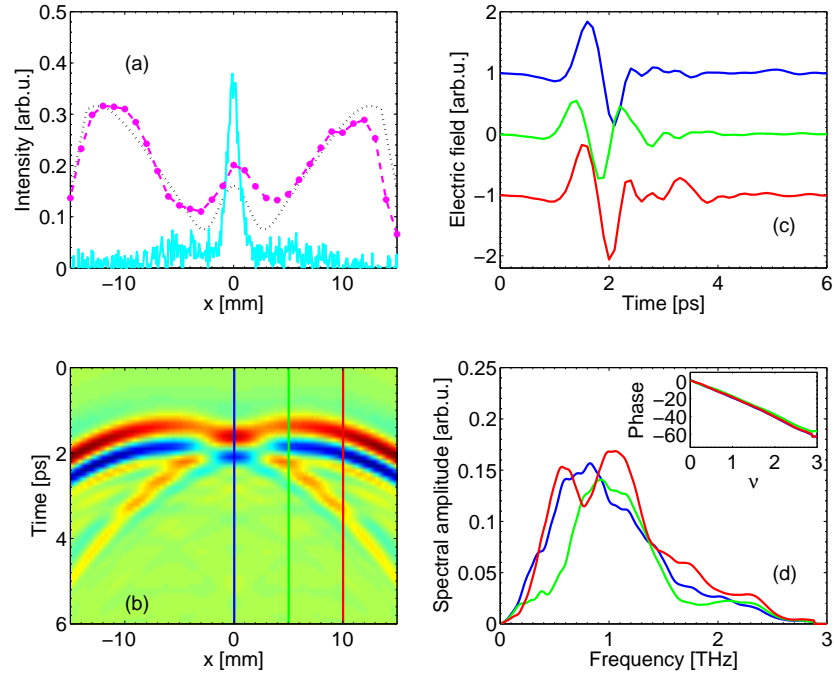 0.5
0.4
0.3
0.2
0.1
0
Intensity [arb.u.]
(a)
−10 0 10
x [mm]
2
1
0
−1
−2
Electric field [arb.u.]
(c)
0 2 4 6
Time [ps]
0
2
4
6
Time [ps]
(b)
−10 0 10
x [mm]
0.25
0.2
0.15
0.1
0.05
0
Spectral amplitude [arb.u.]
0
−20
−40
−60
Phase
0 1 2 3
ν
(d)
0 1 2 3
Frequency [THz]